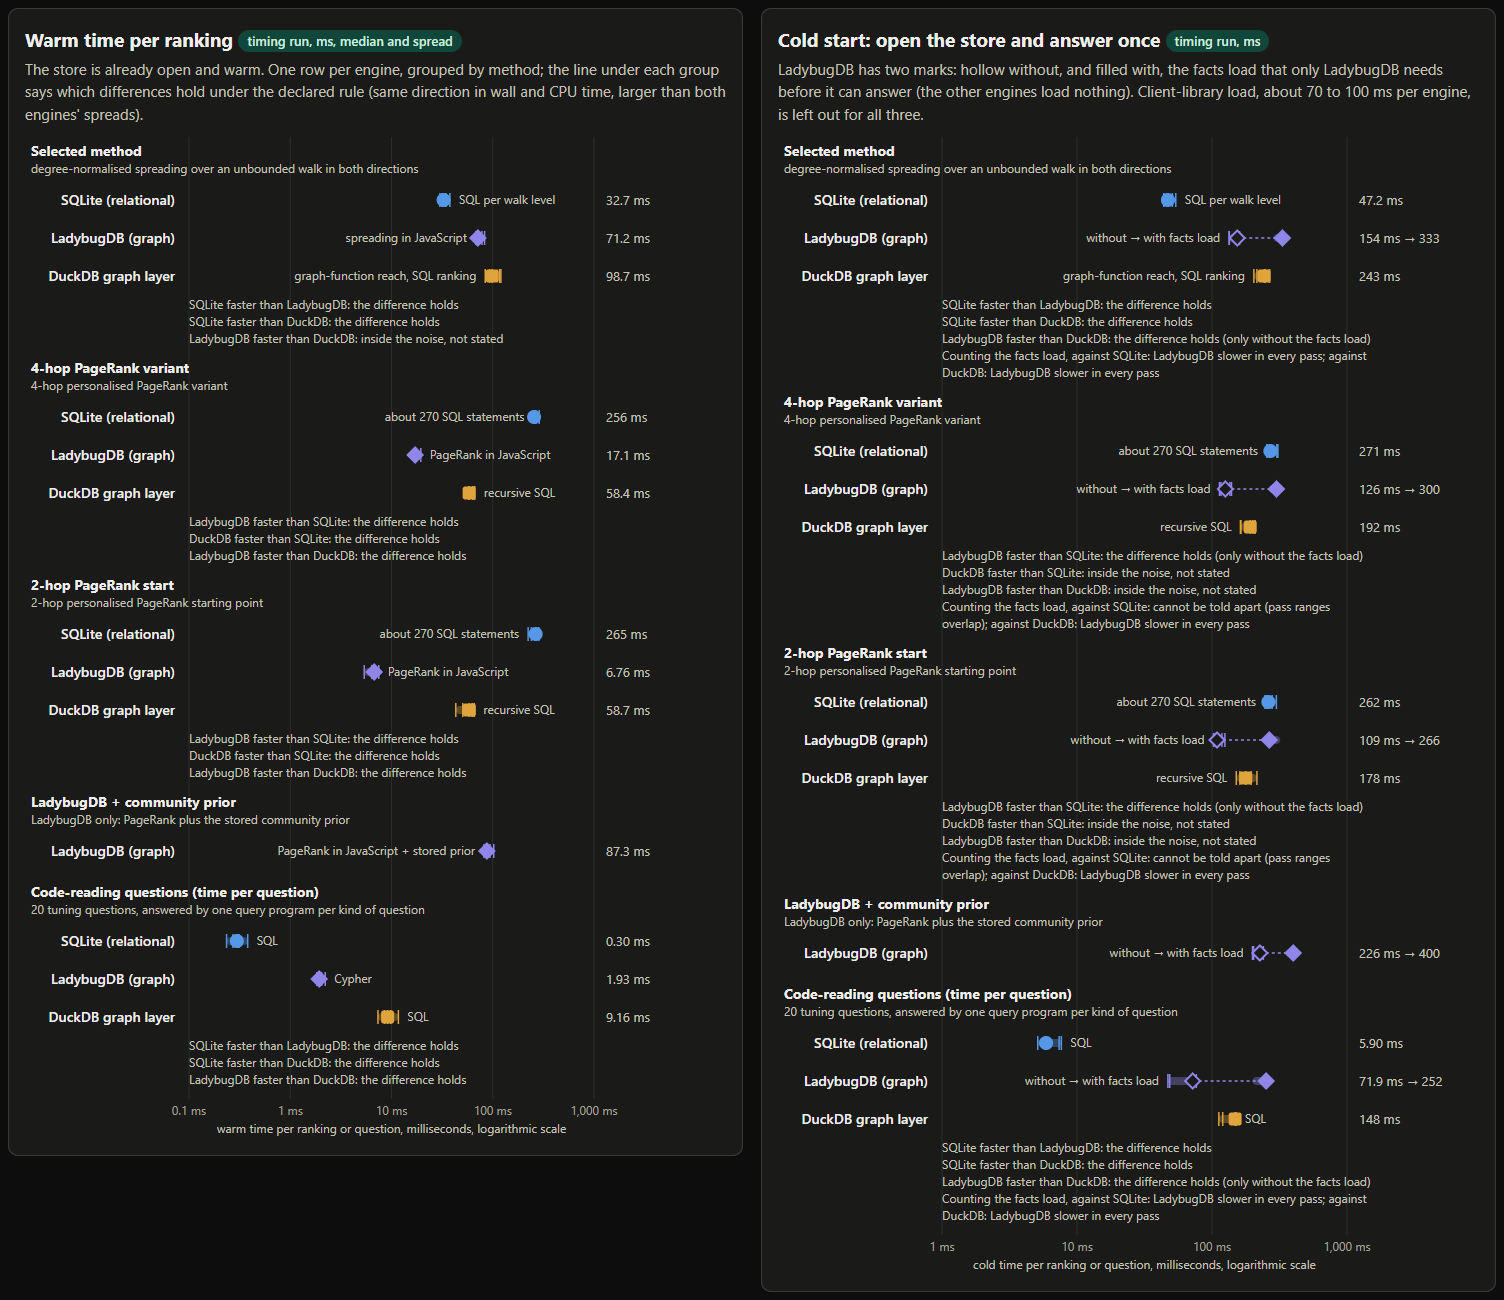 Warm time per ranking timing run, ms, median and spread
The store is already open and warm. One row per engine, grouped by method; the line under each group
says which differences hold under the declared rule (same direction in wall and CPU time, larger than both
engines' spreads).
Selected method
degree-normalised spreading over an unbounded walk in both directions
SQLite (relational) SQL per walk level 32.7 ms
LadybugDB (graph) spreading in JavaScript 71.2 ms
DuckDB graph layer graph-function reach, SQL ranking 98.7 ms
SQLite faster than LadybugDB: the difference holds
SQLite faster than DuckDB: the difference holds
LadybugDB faster than DuckDB: inside the noise, not stated
4-hop PageRank variant
4-hop personalised PageRank variant
SQLite (relational) about 270 SQL statements 256 ms
LadybugDB (graph) PageRank in JavaScript 17.1 ms
DuckDB graph layer recursive SQL 58.4 ms
LadybugDB faster than SQLite: the difference holds
DuckDB faster than SQLite: the difference holds
LadybugDB faster than DuckDB: the difference holds
2-hop PageRank start
2-hop personalised PageRank starting point
SQLite (relational) about 270 SQL statements 265 ms
LadybugDB (graph) PageRank in JavaScript 6.76 ms
DuckDB graph layer recursive SQL 58.7 ms
LadybugDB faster than SQLite: the difference holds
DuckDB faster than SQLite: the difference holds
LadybugDB faster than DuckDB: the difference holds
LadybugDB + community prior
LadybugDB only: PageRank plus the stored community prior
LadybugDB (graph) PageRank in JavaScript + stored prior 87.3 ms
Code-reading questions (time per question)
20 tuning questions, answered by one query program per kind of question
SQLite (relational) SQL 0.30 ms
LadybugDB (graph) Cypher 1.93 ms
DuckDB graph layer SQL 9.16 ms
SQLite faster than LadybugDB: the difference holds
SQLite faster than DuckDB: the difference holds
LadybugDB faster than DuckDB: the difference holds
0.1 ms 1 ms 10 ms 100 ms 1,000 ms
warm time per ranking or question, milliseconds, logarithmic scale
Cold start: open the store and answer once timing run, ms
LadybugDB has two marks: hollow without, and filled with, the facts load that only LadybugDB needs
before it can answer (the other engines load nothing). Client-library load, about 70 to 100 ms per engine,
is left out for all three.
Selected method
degree-normalised spreading over an unbounded walk in both directions
SQLite (relational) SQL per walk level 47.2 ms
LadybugDB (graph) without → with facts load 154 ms → 333
DuckDB graph layer graph-function reach, SQL ranking 243 ms
SQLite faster than LadybugDB: the difference holds
SQLite faster than DuckDB: the difference holds
LadybugDB faster than DuckDB: the difference holds (only without the facts load)
Counting the facts load, against SQLite: LadybugDB slower in every pass; against
DuckDB: LadybugDB slower in every pass
4-hop PageRank variant
4-hop personalised PageRank variant
SQLite (relational) about 270 SQL statements 271 ms
LadybugDB (graph) without → with facts load 126 ms → 300
DuckDB graph layer recursive SQL 192 ms
LadybugDB faster than SQLite: the difference holds (only without the facts load)
DuckDB faster than SQLite: inside the noise, not stated
LadybugDB faster than DuckDB: inside the noise, not stated
Counting the facts load, against SQLite: cannot be told apart (pass ranges
overlap); against DuckDB: LadybugDB slower in every pass
2-hop PageRank start
2-hop personalised PageRank starting point
SQLite (relational) about 270 SQL statements 262 ms
LadybugDB (graph) without → with facts load 109 ms → 266
DuckDB graph layer recursive SQL 178 ms
LadybugDB faster than SQLite: the difference holds (only without the facts load)
DuckDB faster than SQLite: inside the noise, not stated
LadybugDB faster than DuckDB: inside the noise, not stated
Counting the facts load, against SQLite: cannot be told apart (pass ranges
overlap); against DuckDB: LadybugDB slower in every pass
LadybugDB + community prior
LadybugDB only: PageRank plus the stored community prior
LadybugDB (graph) without → with facts load 226 ms → 400
Code-reading questions (time per question)
20 tuning questions, answered by one query program per kind of question
SQLite (relational) SQL 5.90 ms
LadybugDB (graph) without → with facts load 71.9 ms → 252
DuckDB graph layer SQL 148 ms
SQLite faster than LadybugDB: the difference holds
SQLite faster than DuckDB: the difference holds
LadybugDB faster than DuckDB: the difference holds (only without the facts load)
Counting the facts load, against SQLite: LadybugDB slower in every pass; against
DuckDB: LadybugDB slower in every pass
1 ms 10 ms 100 ms 1,000 ms
cold time per ranking or question, milliseconds, logarithmic scale